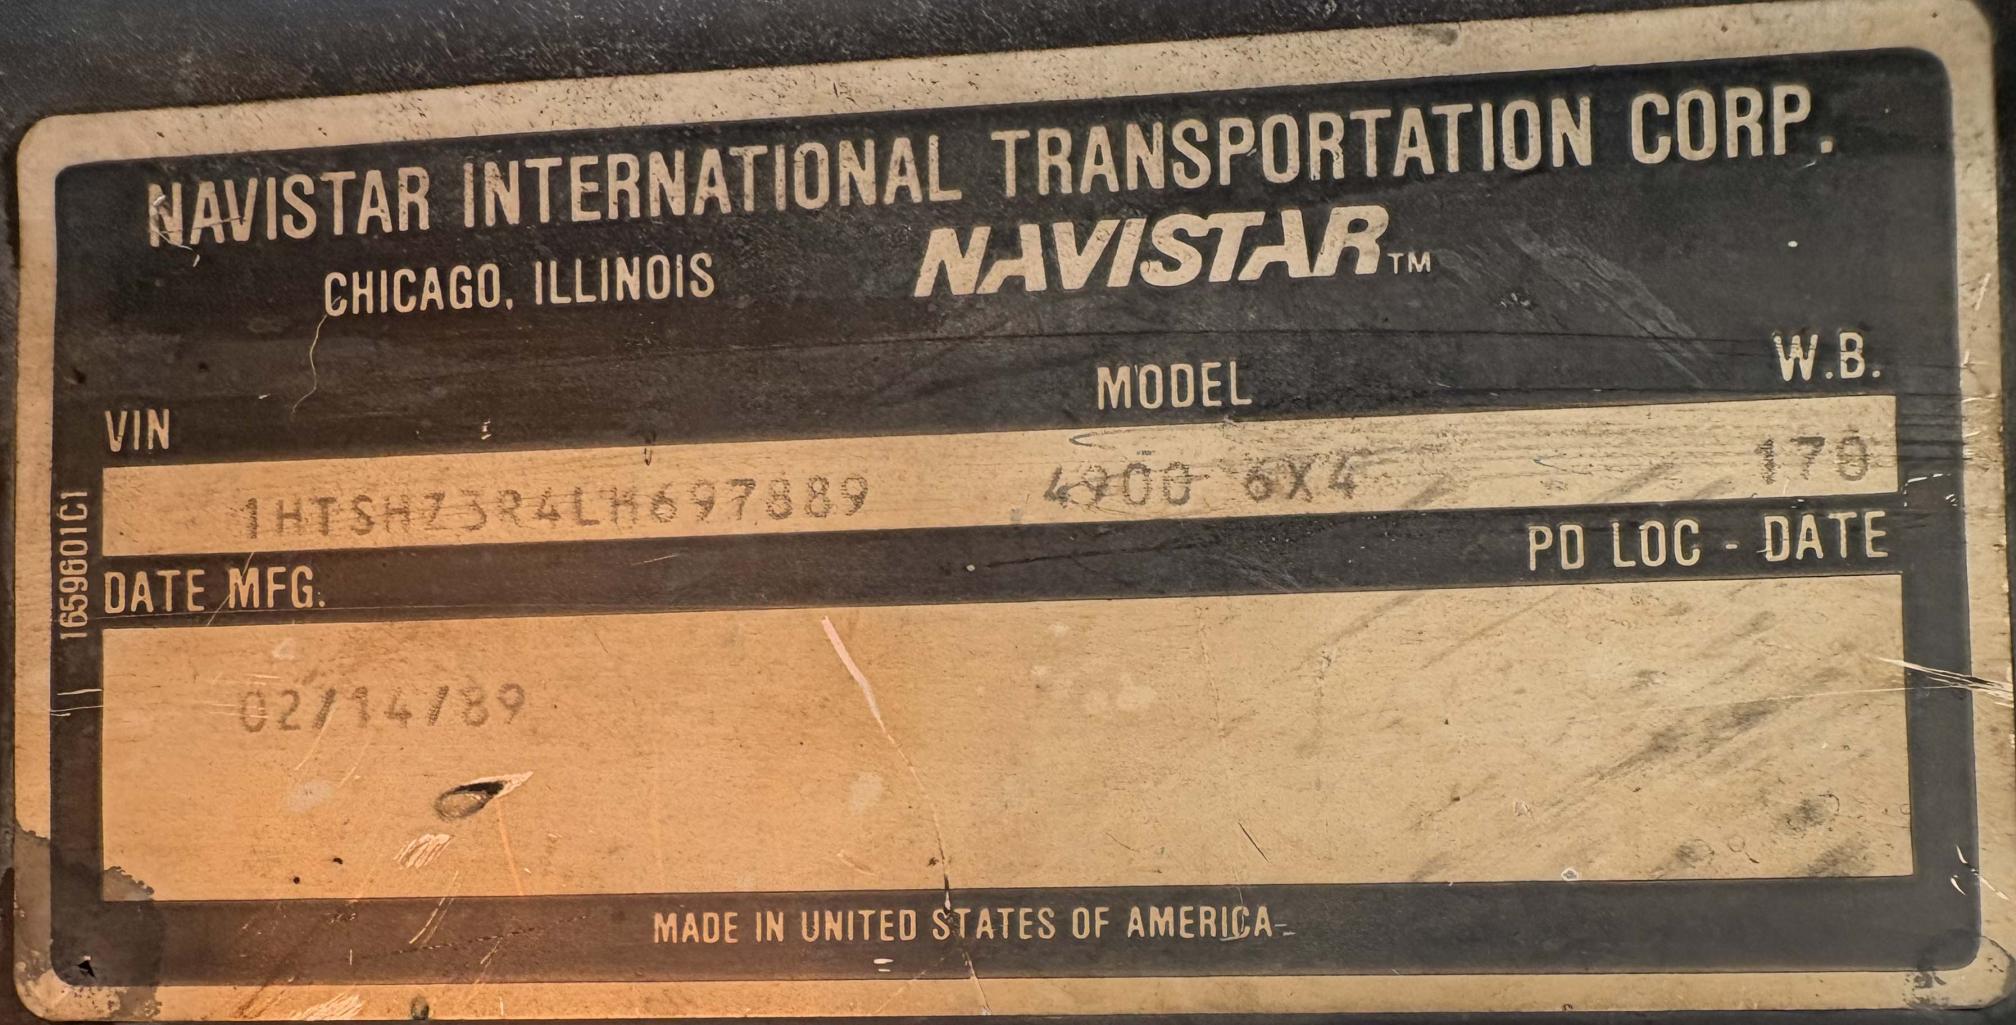 NAVISTAR INTERNATIONAL TRANSPORTATION CORP.
CHICAGO, ILLINOIS NAVISTAR™
VIN MODEL W.B.
1HTSHZ3R4LH697889 4900 6X4 170
DATE MFG. PD LOC - DATE
02/14/89
MADE IN UNITED STATES OF AMERICA
1659601C1